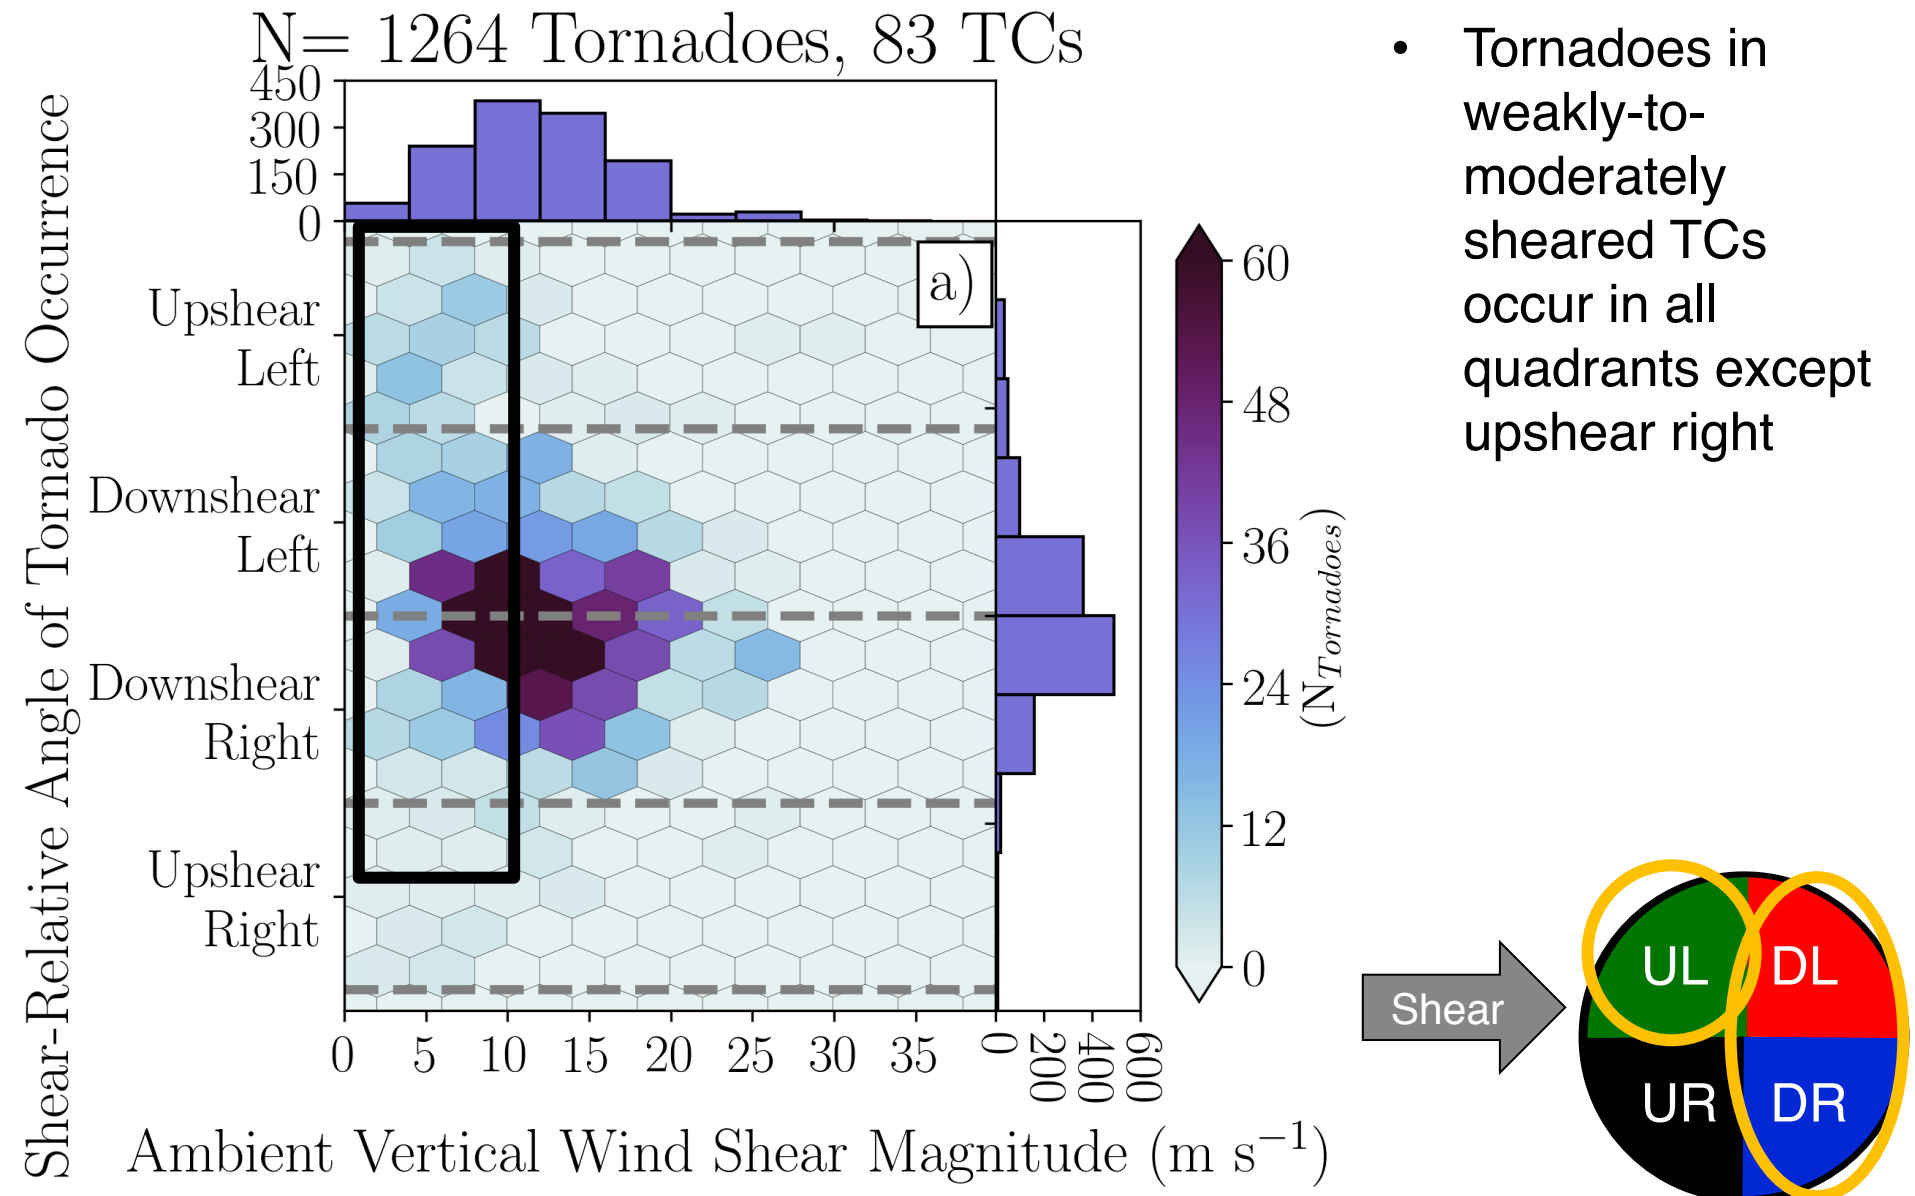 N= 1264 Tornadoes, 83 TCs
450
300
150
0
Shear-Relative Angle of Tornado Occurrence
Upshear
Left
Downshear
Left
Downshear
Right
Upshear
Right
a)
0 5 10 15 20 25 30 35
0 200 400 600
Ambient Vertical Wind Shear Magnitude (m s⁻¹)
60
48
36
24
12
0
(N_Tornadoes)
• Tornadoes in
weakly-to-
moderately
sheared TCs
occur in all
quadrants except
upshear right
Shear
UL DL
UR DR